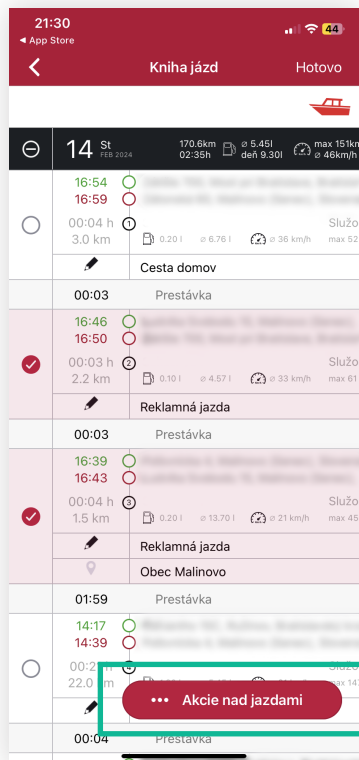 21:30
44
◄ App Store
Kniha jázd
Hotovo
14 St
FEB 2024
170.6km
02:35h
⌀ 5.45l
deň 9.30l
max 151km
⌀ 46km/h
16:54
16:59
00:04 h
3.0 km
1
Služo
0.20 l ⌀ 6.76 l ⌀ 36 km/h max 52
Cesta domov
00:03 Prestávka
16:46
16:50
00:03 h
2.2 km
2
Služo
0.10 l ⌀ 4.57 l ⌀ 33 km/h max 61
Reklamná jazda
00:03 Prestávka
16:39
16:43
00:04 h
1.5 km
3
Služo
0.20 l ⌀ 13.70 l ⌀ 21 km/h max 45
Reklamná jazda
Obec Malinovo
01:59 Prestávka
14:17
14:39
22.0
••• Akcie nad jazdami
00:04 Prestávka